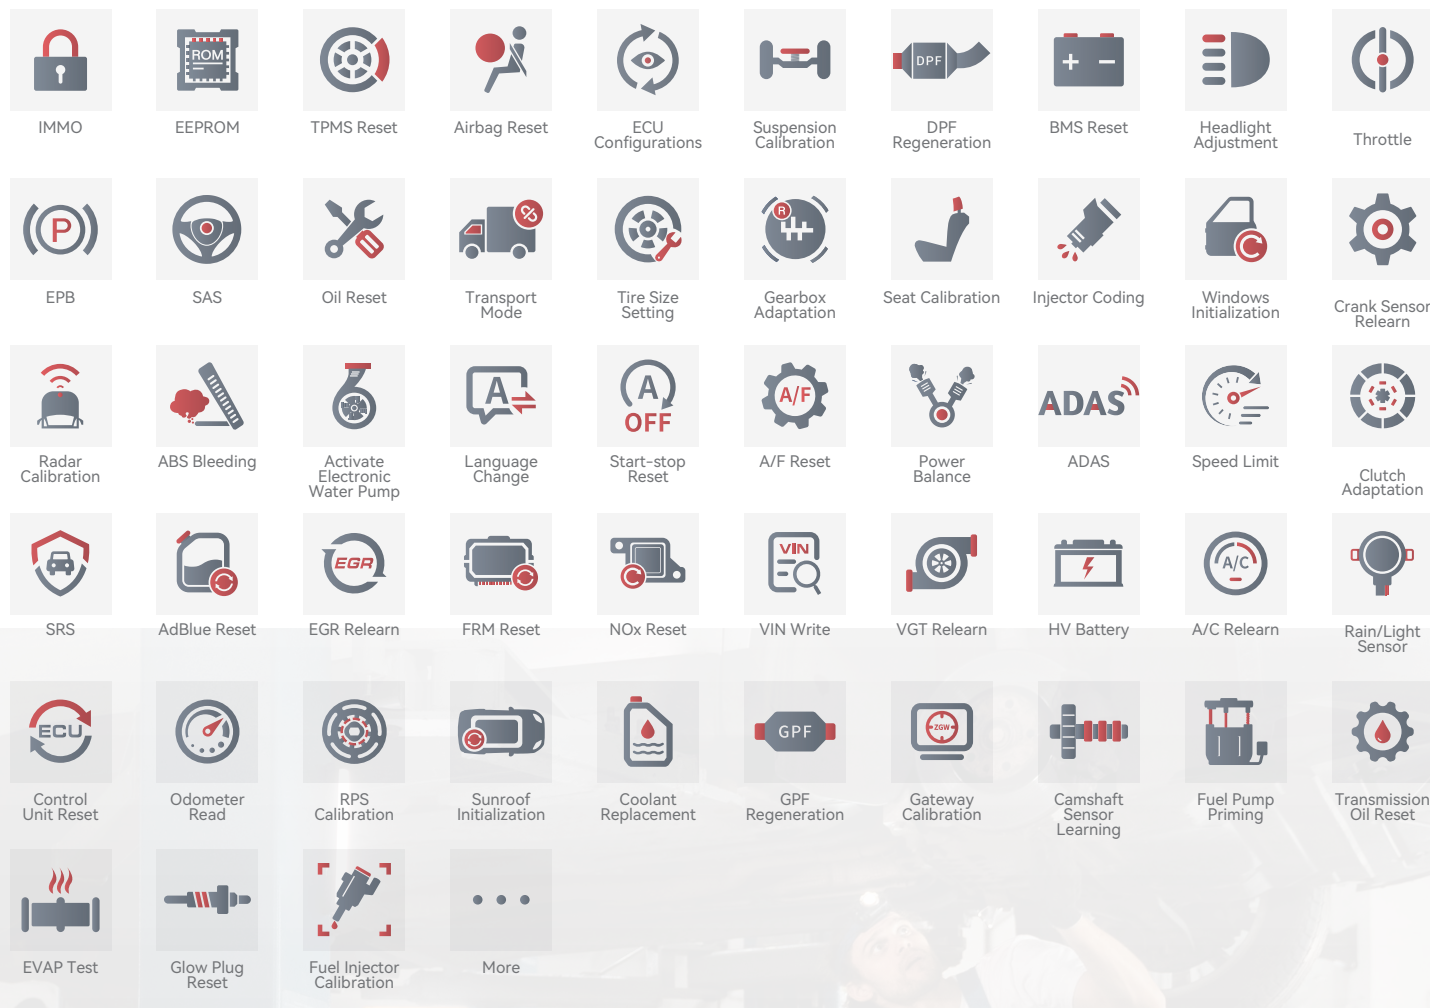 ROM
DPF
IMMO
EEPROM
TPMS Reset
Airbag Reset
ECU
Configurations
Suspension
Calibration
DPF
Regeneration
BMS Reset
Headlight
Adjustment
Throttle
P
R
EPB
SAS
Oil Reset
Transport
Mode
Tire Size
Setting
Gearbox
Adaptation
Seat Calibration
Injector Coding
Windows
Initialization
Crank Sensor
Relearn
A
A
OFF
A/F
ADAS
Radar
Calibration
ABS Bleeding
Activate
Electronic
Water Pump
Language
Change
Start-stop
Reset
A/F Reset
Power
Balance
ADAS
Speed Limit
Clutch
Adaptation
EGR
VIN
A/C
SRS
AdBlue Reset
EGR Relearn
FRM Reset
NOx Reset
VIN Write
VGT Relearn
HV Battery
A/C Relearn
Rain/Light
Sensor
ECU
GPF
ZGW
Control
Unit Reset
Odometer
Read
RPS
Calibration
Sunroof
Initialization
Coolant
Replacement
GPF
Regeneration
Gateway
Calibration
Camshaft
Sensor
Learning
Fuel Pump
Priming
Transmission
Oil Reset
EVAP Test
Glow Plug
Reset
Fuel Injector
Calibration
More